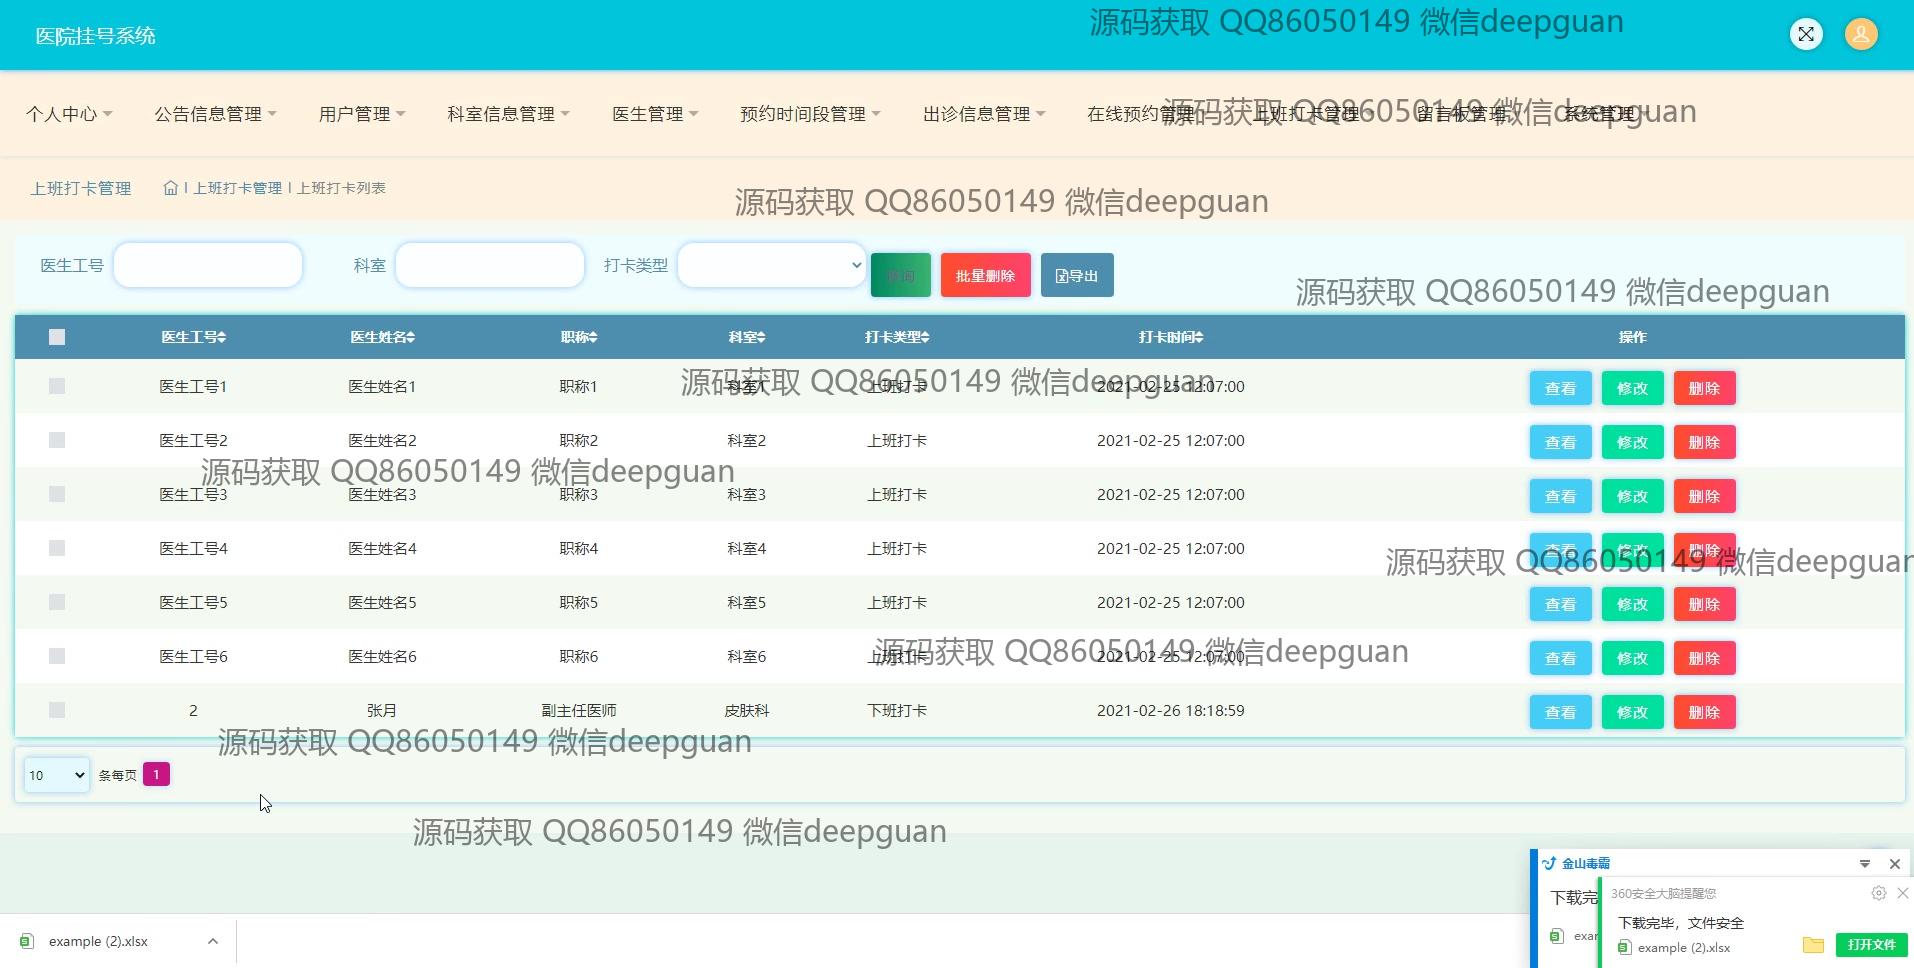 医院挂号系统
源码获取 QQ86050149 微信deepguan
个人中心 公告信息管理 用户管理 科室信息管理 医生管理 预约时间段管理 出诊信息管理 在线预约管理 上班打卡管理 留言板管理 系统管理
源码获取 QQ86050149 微信deepguan
上班打卡管理 上班打卡管理 上班打卡列表
源码获取 QQ86050149 微信deepguan
医生工号 科室 打卡类型 查询 批量删除 导出
源码获取 QQ86050149 微信deepguan
医生工号 医生姓名 职称 科室 打卡类型 打卡时间 操作
医生工号1 医生姓名1 职称1 科室1 上班打卡 2021-02-25 12:07:00 查看 修改 删除
源码获取 QQ86050149 微信deepguan
医生工号2 医生姓名2 职称2 科室2 上班打卡 2021-02-25 12:07:00 查看 修改 删除
源码获取 QQ86050149 微信deepguan
医生工号3 医生姓名3 职称3 科室3 上班打卡 2021-02-25 12:07:00 查看 修改 删除
医生工号4 医生姓名4 职称4 科室4 上班打卡 2021-02-25 12:07:00 查看 修改 删除
源码获取 QQ86050149 微信deepguan
医生工号5 医生姓名5 职称5 科室5 上班打卡 2021-02-25 12:07:00 查看 修改 删除
医生工号6 医生姓名6 职称6 科室6 上班打卡 2021-02-25 12:07:00 查看 修改 删除
源码获取 QQ86050149 微信deepguan
2 张月 副主任医师 皮肤科 下班打卡 2021-02-26 18:18:59 查看 修改 删除
源码获取 QQ86050149 微信deepguan
10 条每页 1
源码获取 QQ86050149 微信deepguan
金山毒霸
下载完
exar
360安全大脑提醒您
下载完毕，文件安全
example (2).xlsx 打开文件
example (2).xlsx